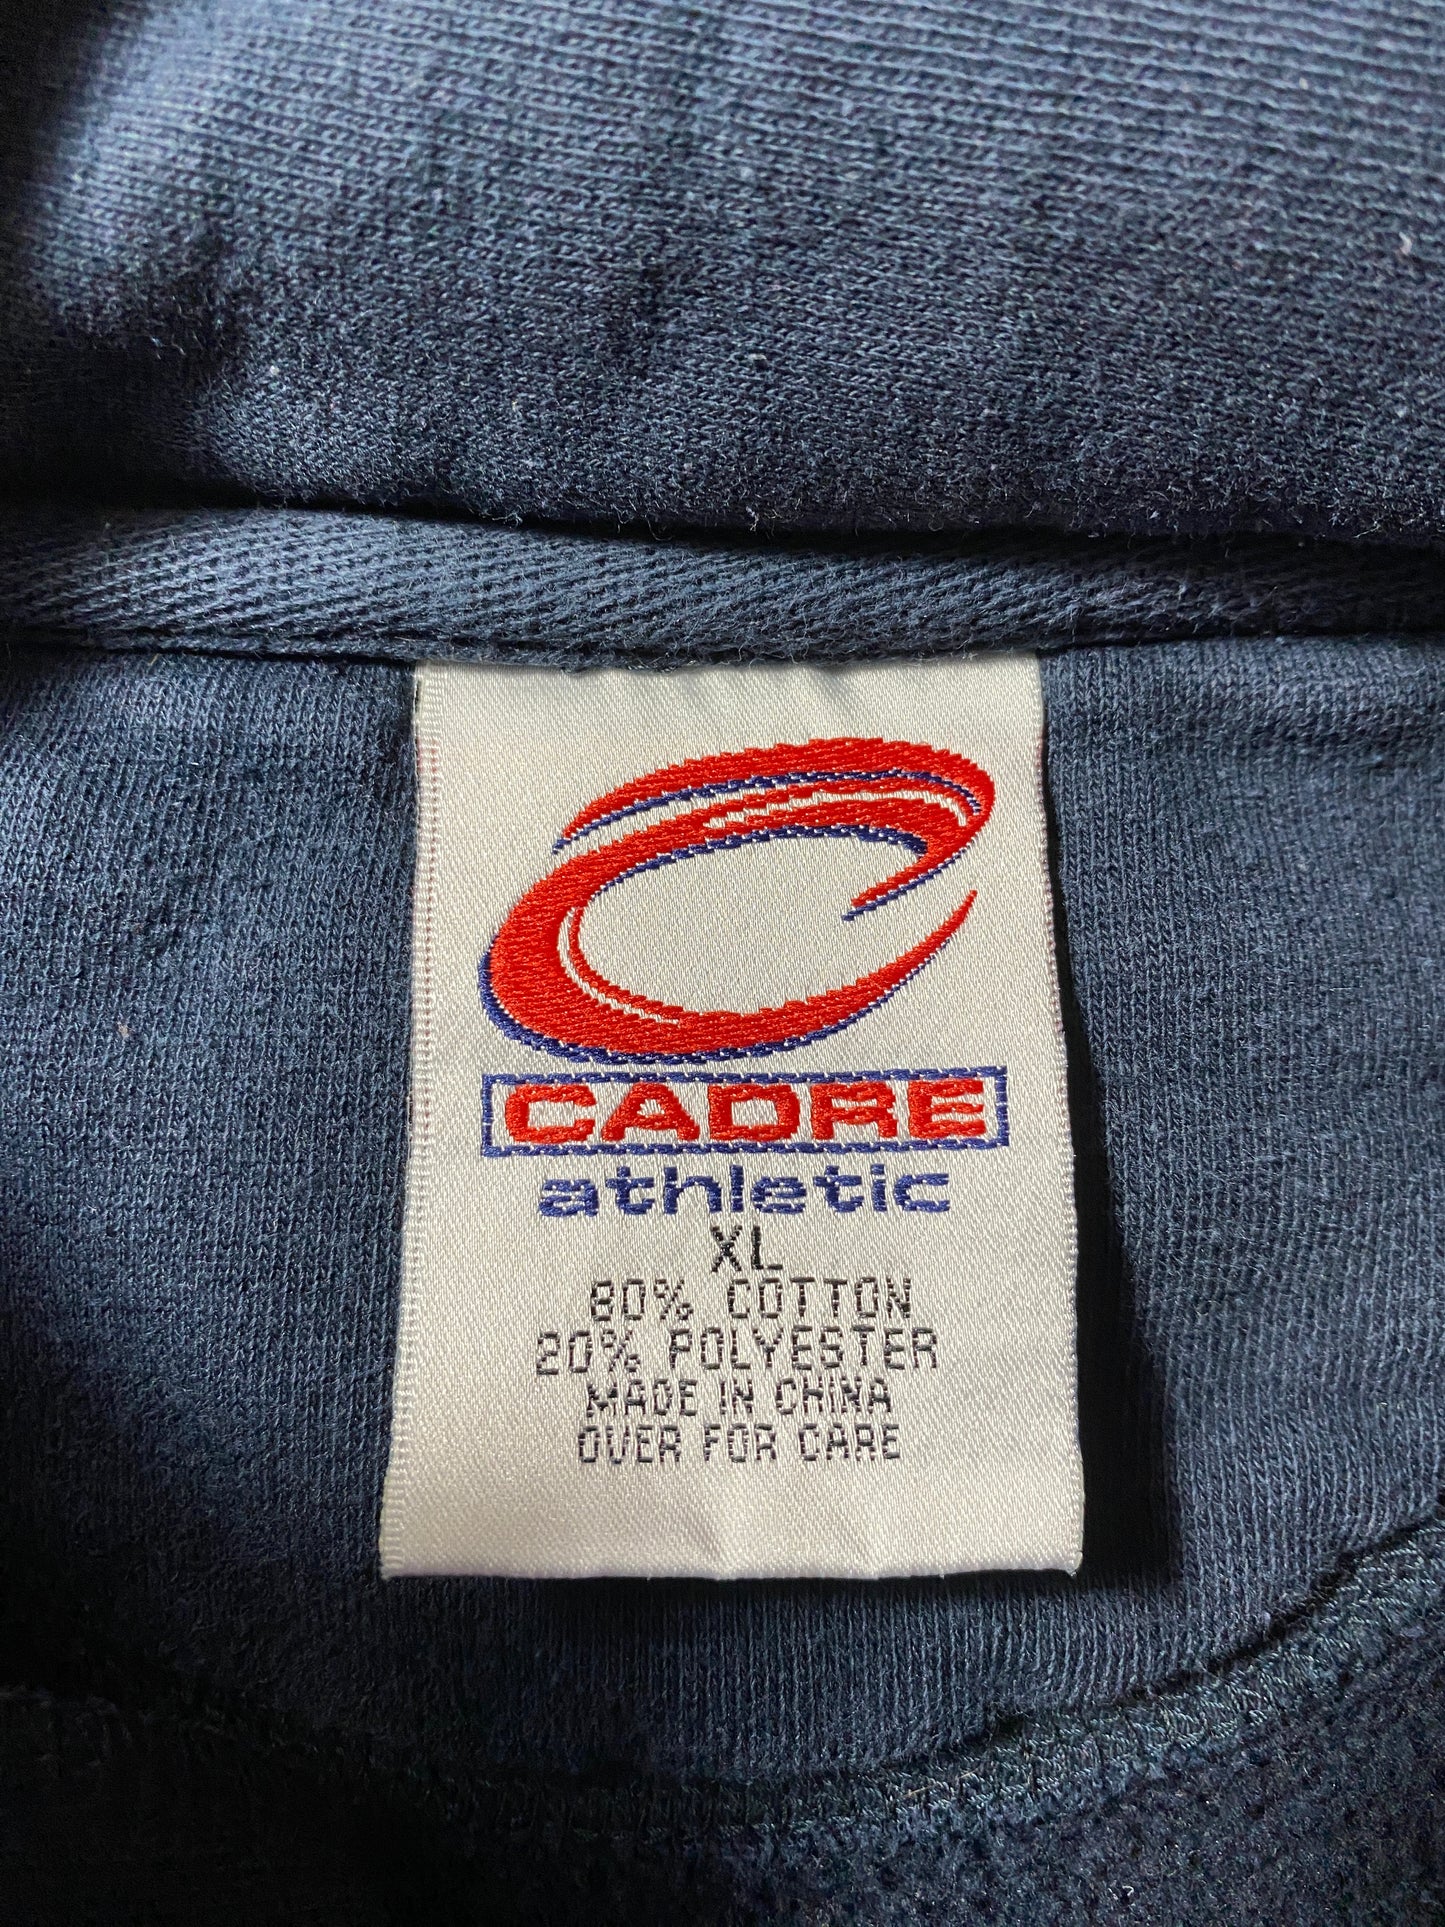 CADRE
athletic
XL
80% COTTON
20% POLYESTER
MADE IN CHINA
OVER FOR CARE